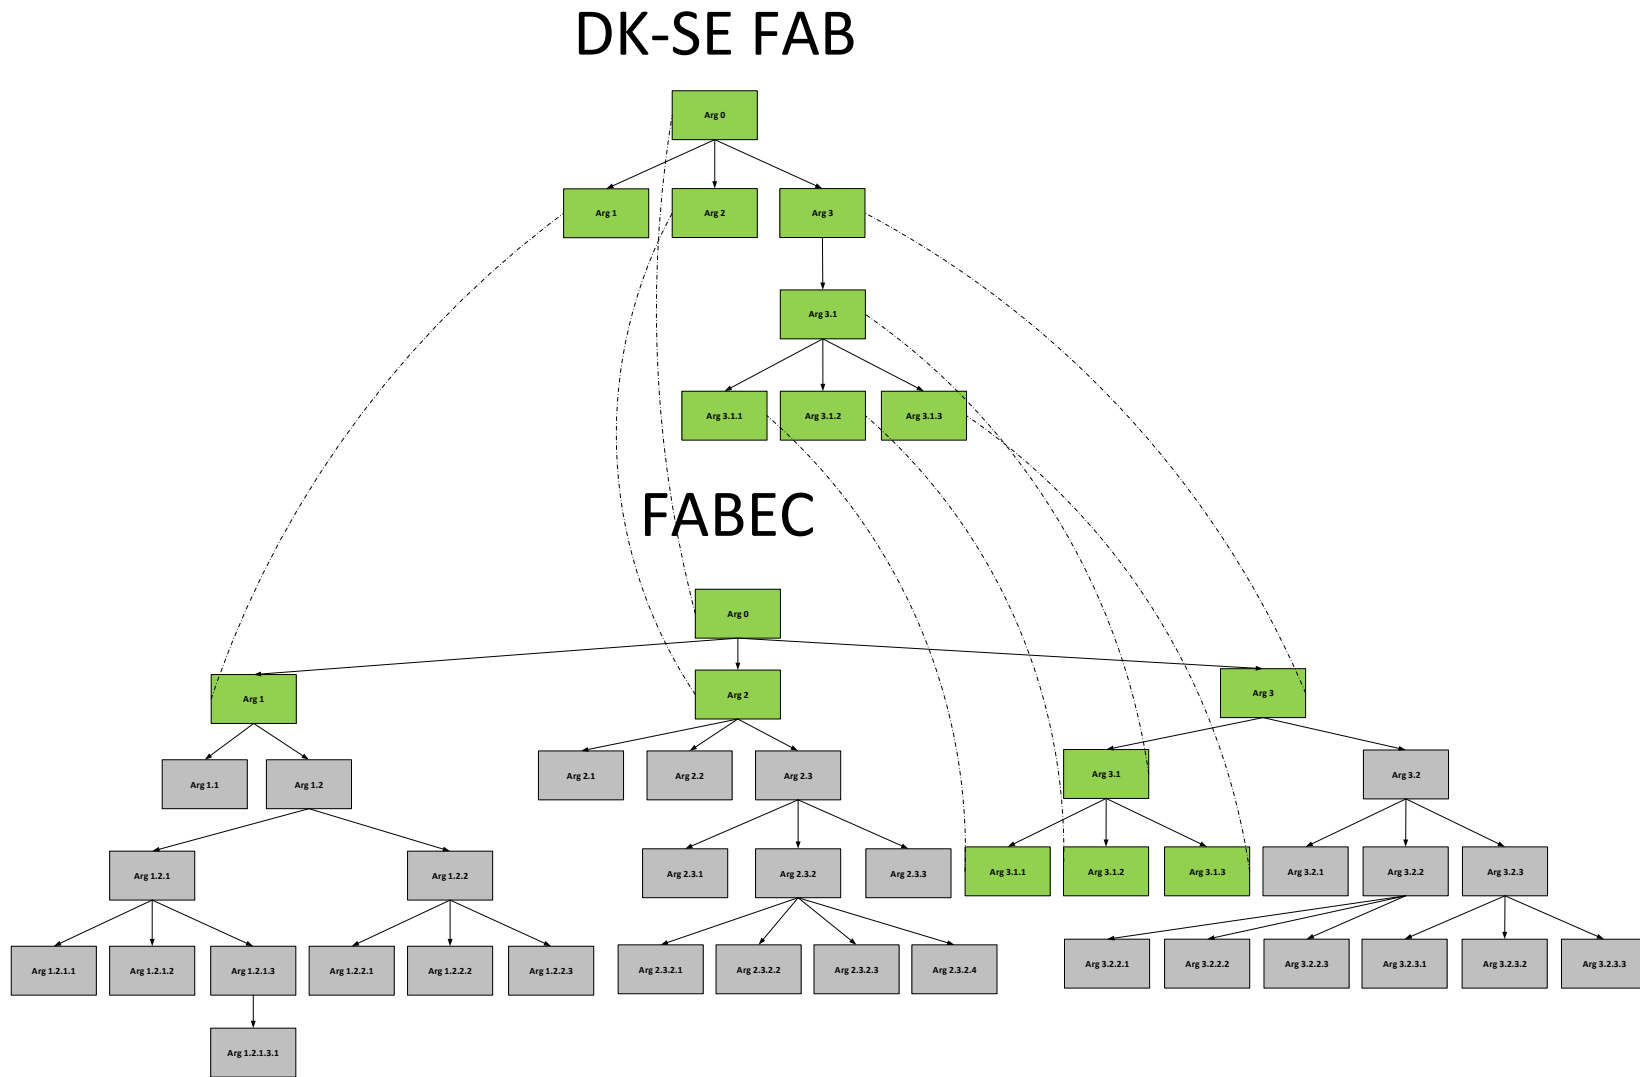 DK-SE FAB
Arg 0
Arg 1
Arg 2
Arg 3
Arg 3.1
Arg 3.1.1
Arg 3.1.2
Arg 3.1.3
FABEC
Arg 0
Arg 1
Arg 2
Arg 3
Arg 1.1
Arg 1.2
Arg 2.1
Arg 2.2
Arg 2.3
Arg 3.1
Arg 3.2
Arg 1.2.1
Arg 1.2.2
Arg 2.3.1
Arg 2.3.2
Arg 2.3.3
Arg 3.1.1
Arg 3.1.2
Arg 3.1.3
Arg 3.2.1
Arg 3.2.2
Arg 3.2.3
Arg 1.2.1.1
Arg 1.2.1.2
Arg 1.2.1.3
Arg 1.2.2.1
Arg 1.2.2.2
Arg 1.2.2.3
Arg 2.3.2.1
Arg 2.3.2.2
Arg 2.3.2.3
Arg 2.3.2.4
Arg 3.2.2.1
Arg 3.2.2.2
Arg 3.2.2.3
Arg 3.2.3.1
Arg 3.2.3.2
Arg 3.2.3.3
Arg 1.2.1.3.1